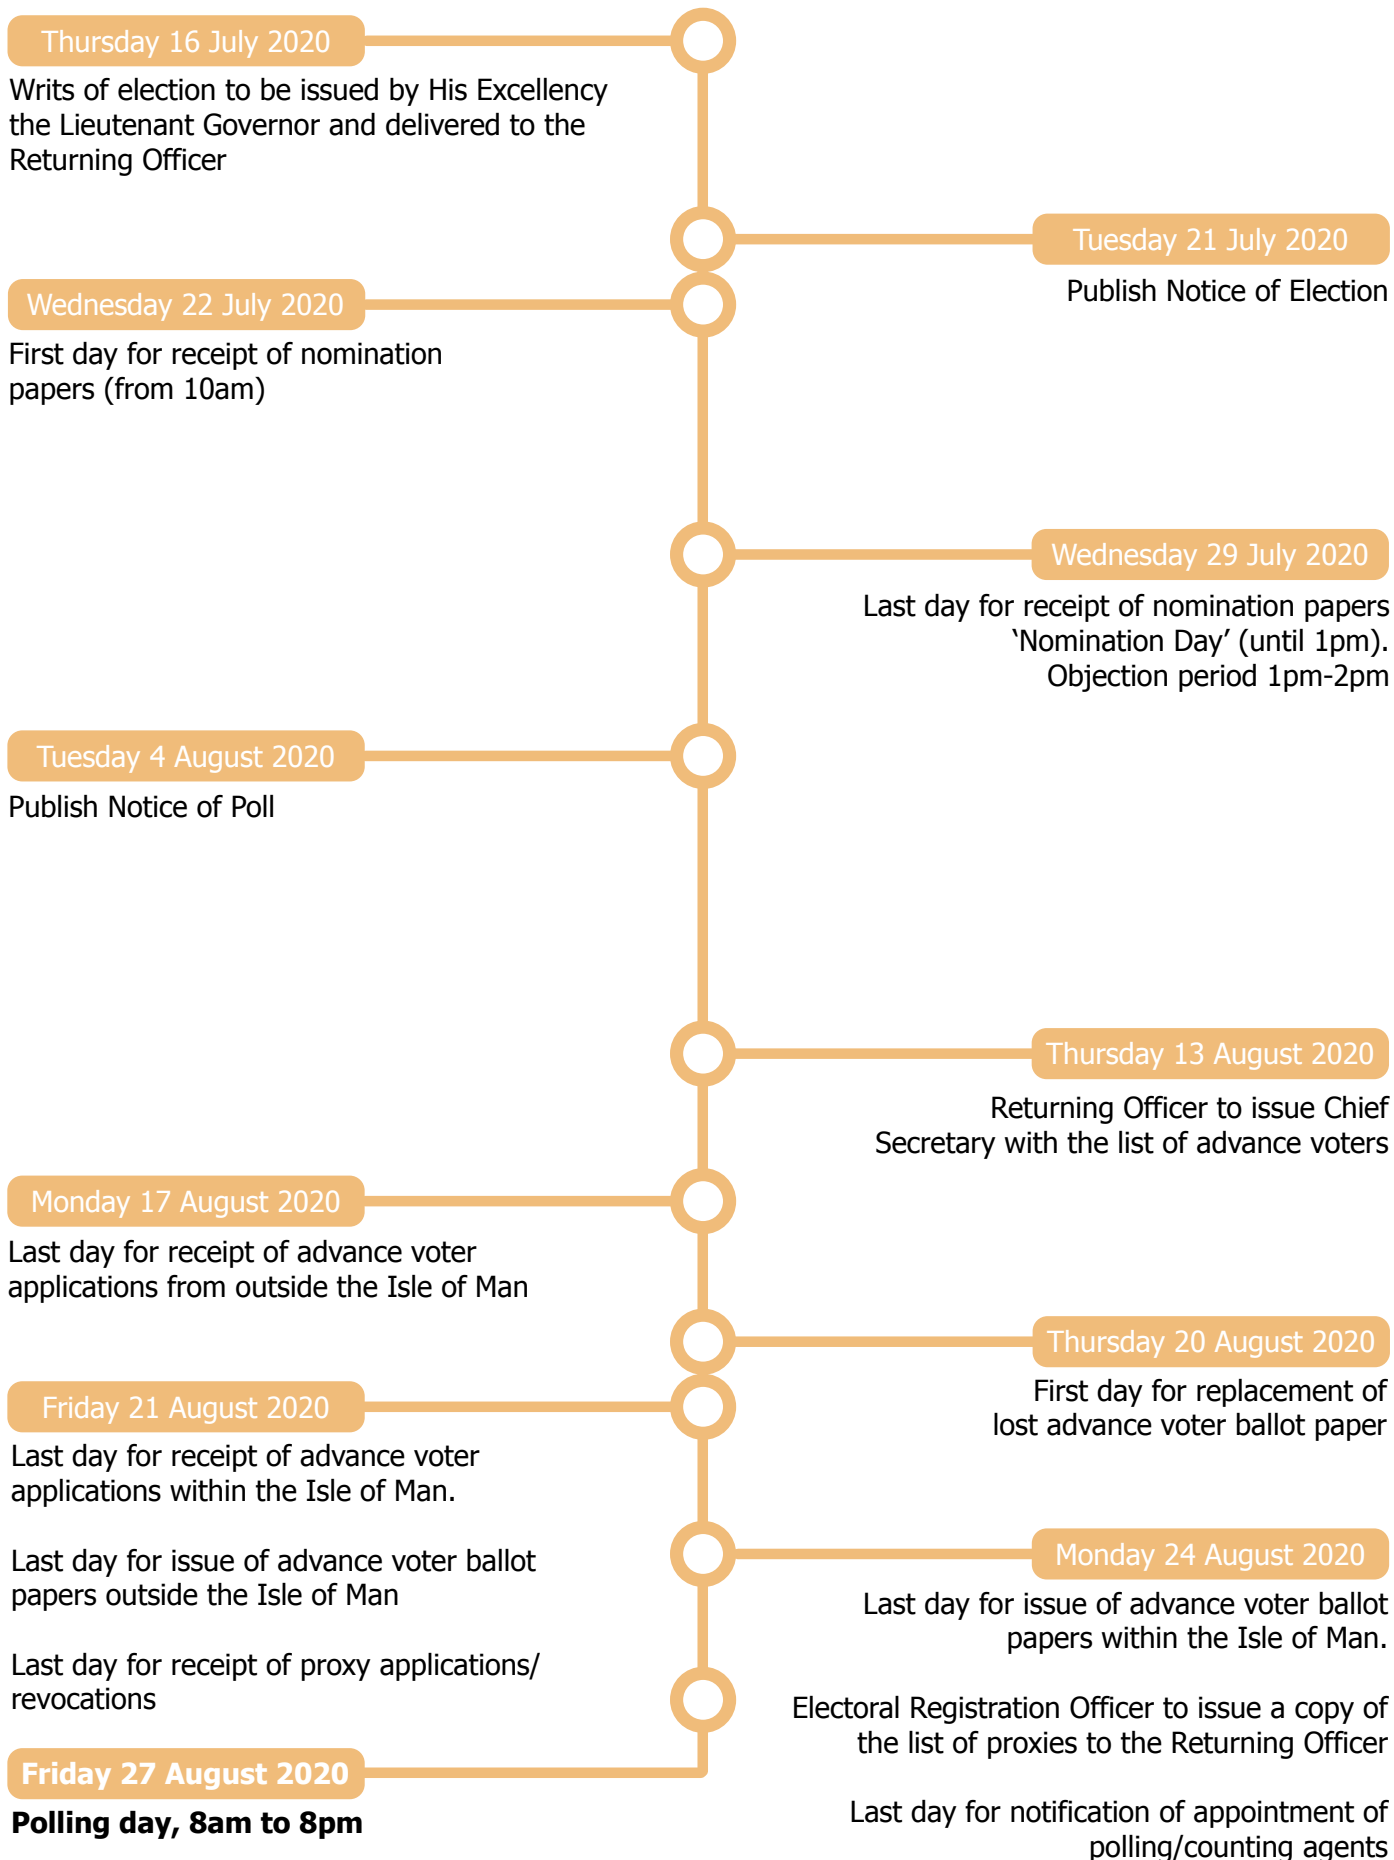 Thursday 16 July 2020
Writs of election to be issued by His Excellency
the Lieutenant Governor and delivered to the
Returning Officer
Tuesday 21 July 2020
Publish Notice of Election
Wednesday 22 July 2020
First day for receipt of nomination
papers (from 10am)
Wednesday 29 July 2020
Last day for receipt of nomination papers
‘Nomination Day’ (until 1pm).
Objection period 1pm-2pm
Tuesday 4 August 2020
Publish Notice of Poll
Thursday 13 August 2020
Returning Officer to issue Chief
Secretary with the list of advance voters
Monday 17 August 2020
Last day for receipt of advance voter
applications from outside the Isle of Man
Thursday 20 August 2020
First day for replacement of
lost advance voter ballot paper
Friday 21 August 2020
Last day for receipt of advance voter
applications within the Isle of Man.
Last day for issue of advance voter ballot
papers outside the Isle of Man
Last day for receipt of proxy applications/
revocations
Monday 24 August 2020
Last day for issue of advance voter ballot
papers within the Isle of Man.
Electoral Registration Officer to issue a copy of
the list of proxies to the Returning Officer
Last day for notification of appointment of
polling/counting agents
Friday 27 August 2020
Polling day, 8am to 8pm